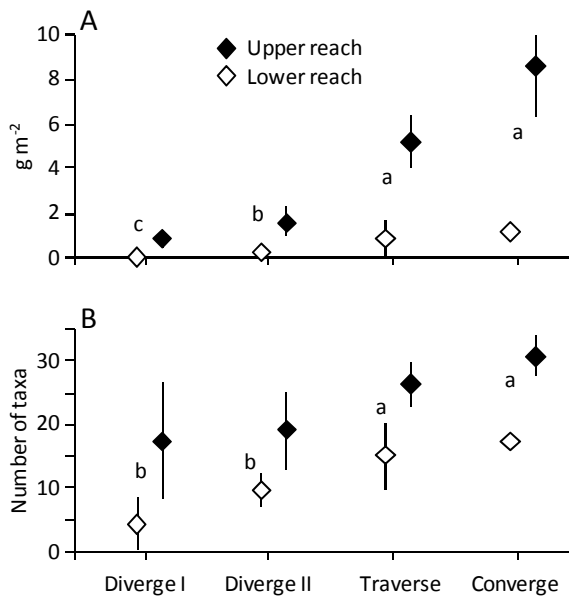 A
10
Upper reach
Lower reach
8
6
4
2
0
g m⁻²
c
b
a
a
B
30
20
10
0
Number of taxa
b
b
a
a
Diverge I Diverge II Traverse Converge